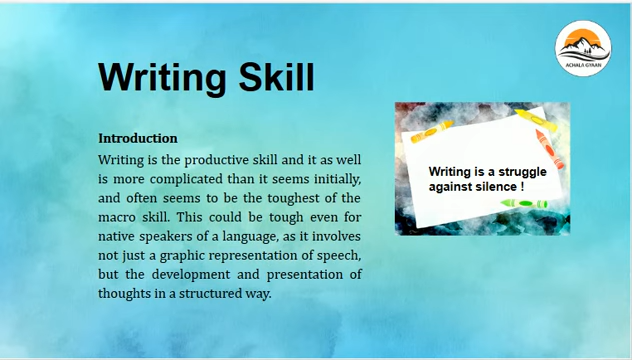 Writing Skill
ACHALA GYAAN
Introduction
Writing is the productive skill and it as well
is more complicated than it seems initially,
and often seems to be the toughest of the
macro skill. This could be tough even for
native speakers of a language, as it involves
not just a graphic representation of speech,
but the development and presentation of
thoughts in a structured way.
Writing is a struggle
against silence !